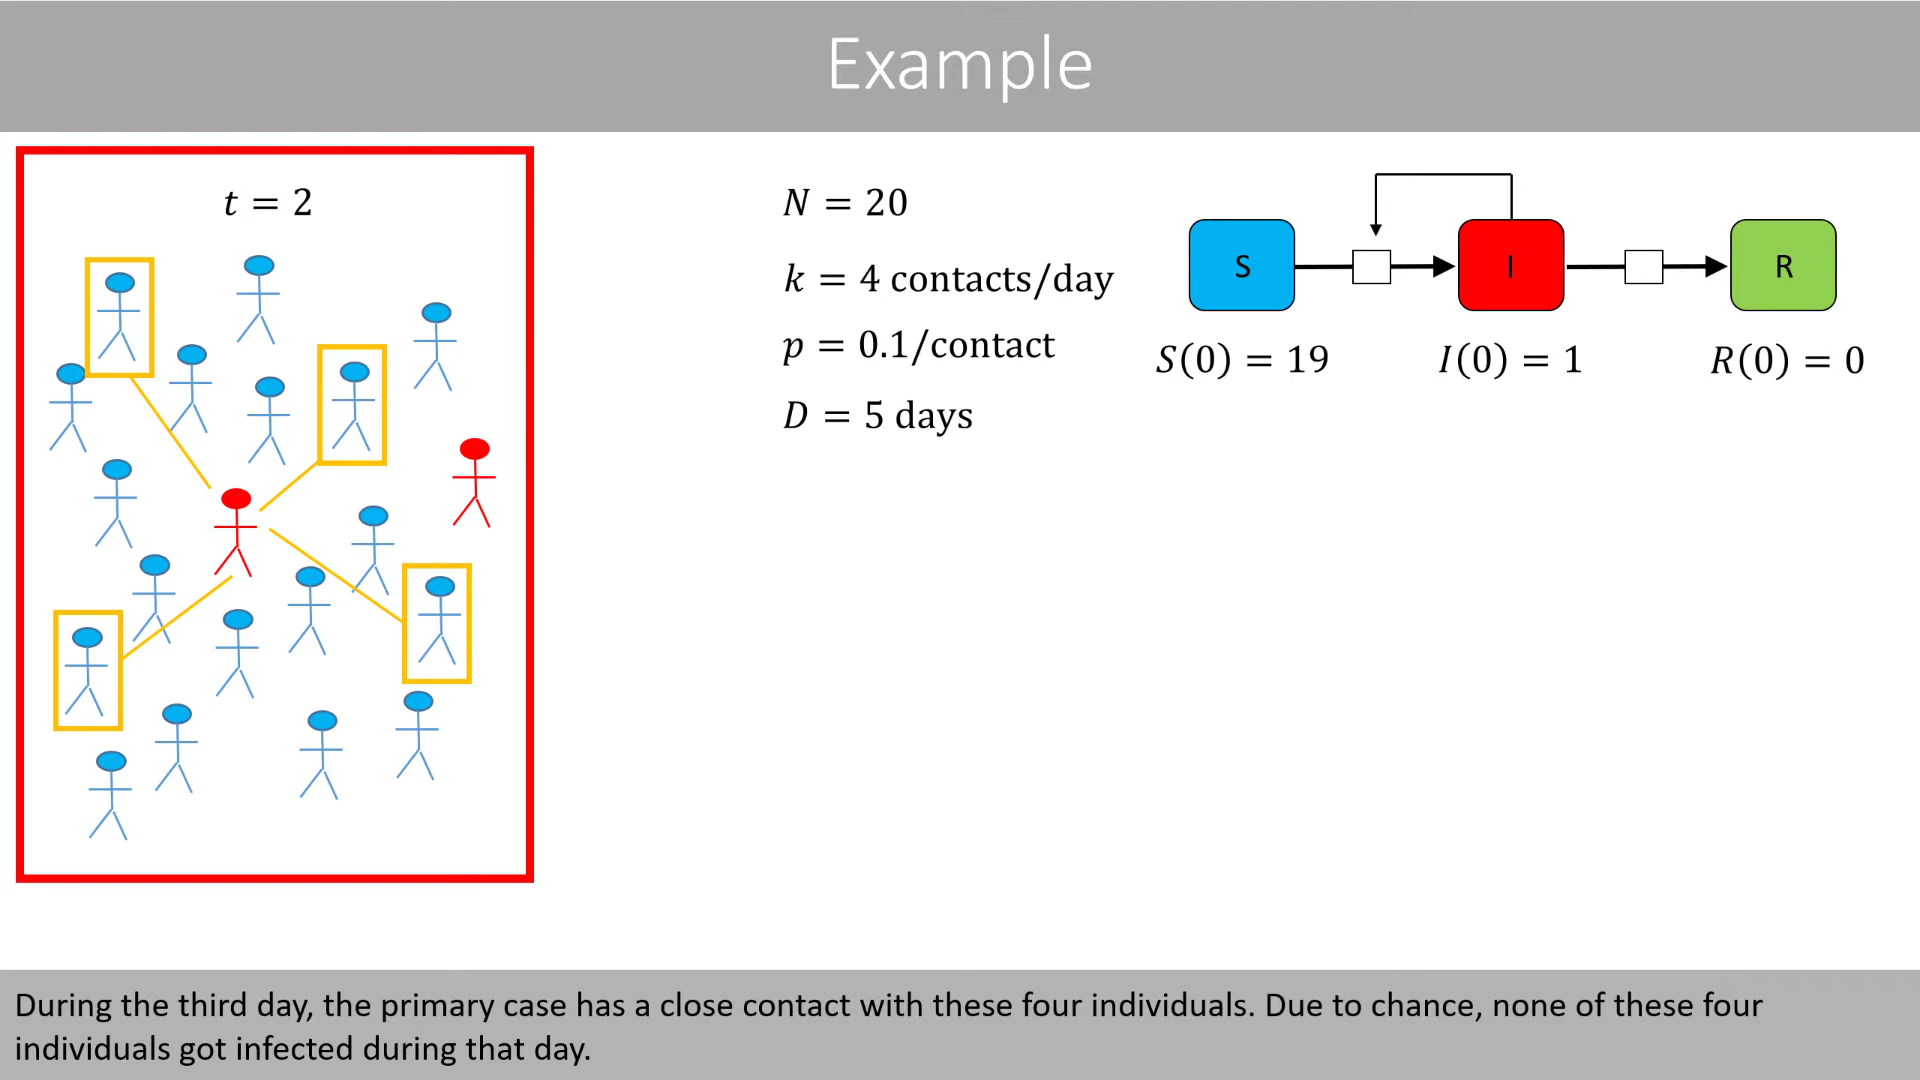 Example
t = 2
N = 20
k = 4 contacts/day
p = 0.1/contact
D = 5 days
S
I
R
S(0) = 19
I(0) = 1
R(0) = 0
During the third day, the primary case has a close contact with these four individuals. Due to chance, none of these four
individuals got infected during that day.